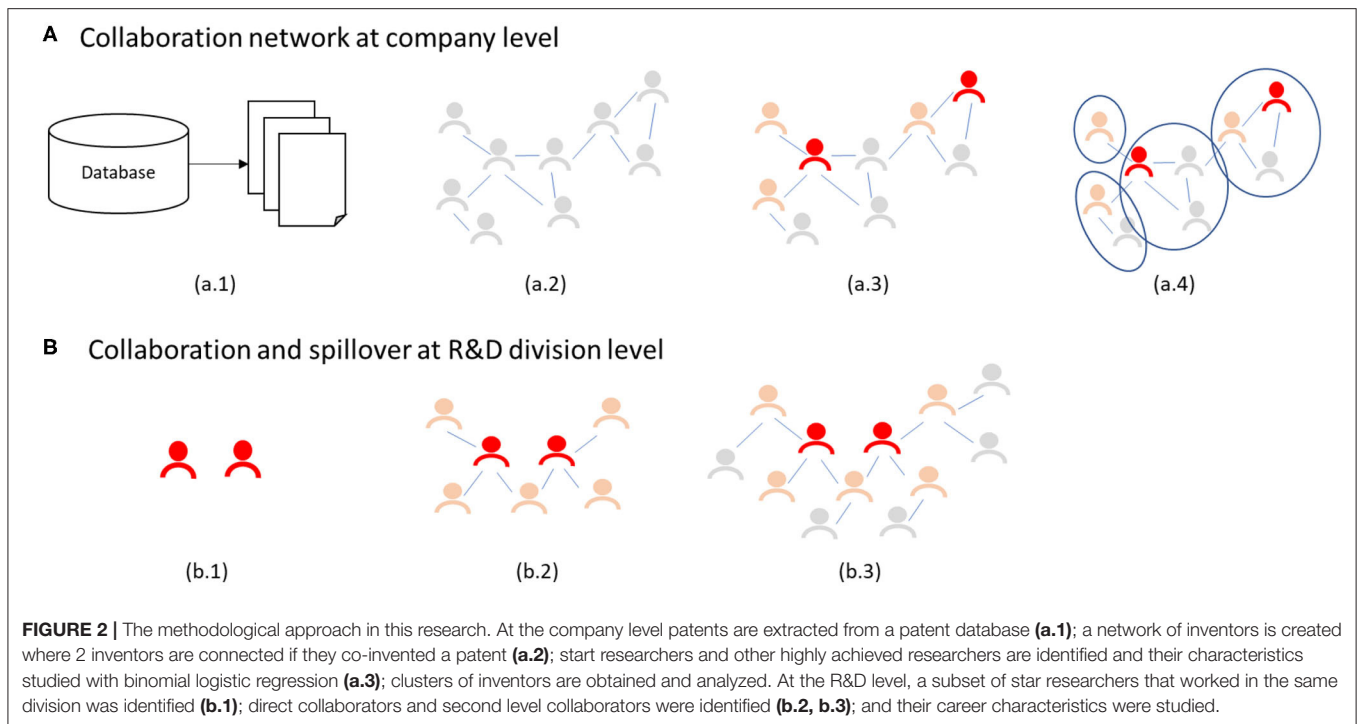 A Collaboration network at company level
Database
(a.1)
(a.2)
(a.3)
(a.4)
B Collaboration and spillover at R&D division level
(b.1)
(b.2)
(b.3)
FIGURE 2 | The methodological approach in this research. At the company level patents are extracted from a patent database (a.1); a network of inventors is created
where 2 inventors are connected if they co-invented a patent (a.2); start researchers and other highly achieved researchers are identified and their characteristics
studied with binomial logistic regression (a.3); clusters of inventors are obtained and analyzed. At the R&D level, a subset of star researchers that worked in the same
division was identified (b.1); direct collaborators and second level collaborators were identified (b.2, b.3); and their career characteristics were studied.